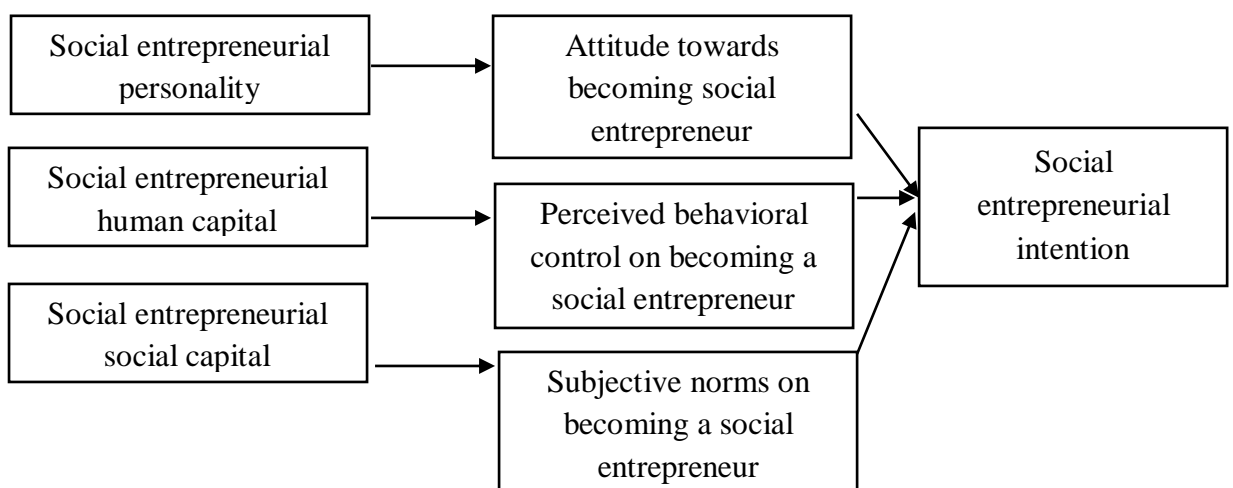 Social entrepreneurial
personality
Attitude towards
becoming social
entrepreneur
Social entrepreneurial
human capital
Perceived behavioral
control on becoming a
social entrepreneur
Social entrepreneurial
social capital
Subjective norms on
becoming a social
entrepreneur
Social
entrepreneurial
intention